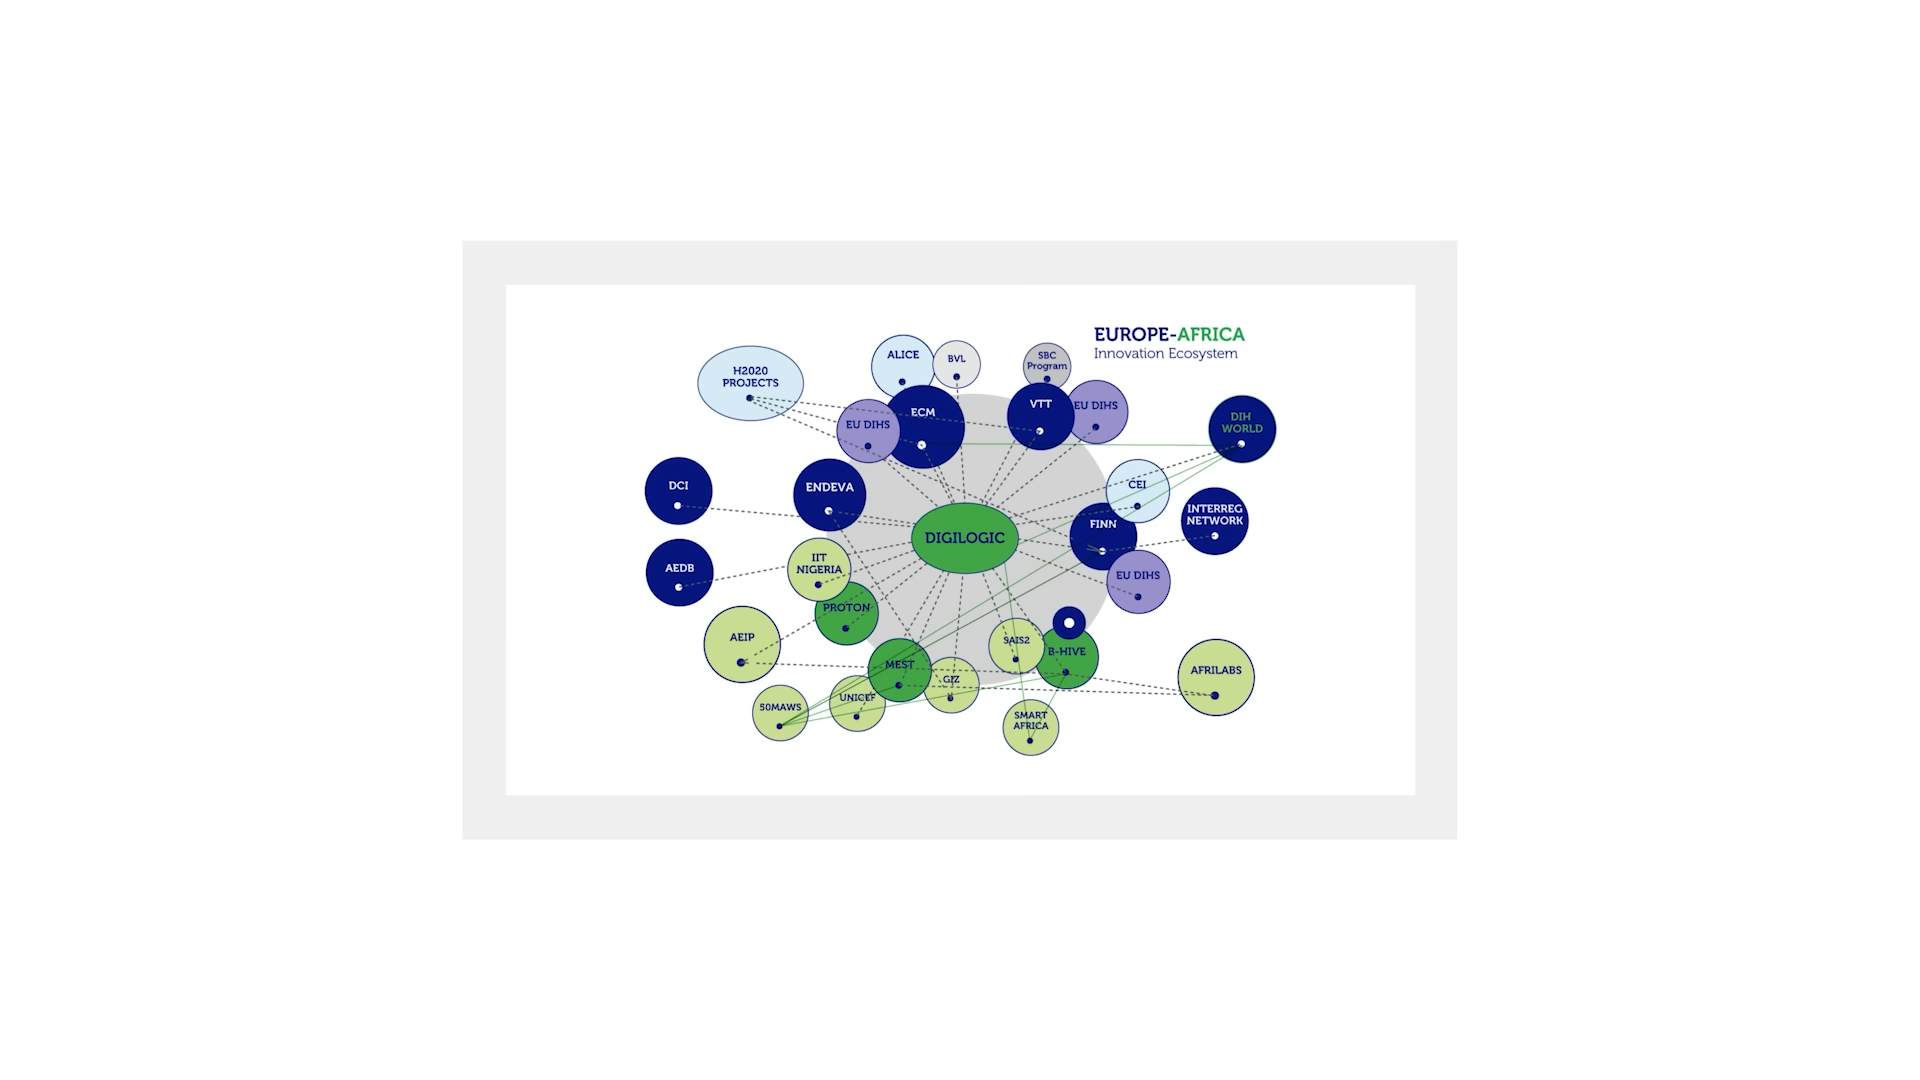 EUROPE-AFRICA
Innovation Ecosystem
H2020
PROJECTS
ALICE
BVL
SBC
Program
ECM
VTT
EU DIHS
EU DIHS
DIH
WORLD
DCI
ENDEVA
CEI
INTERREG
NETWORK
FINN
DIGILOGIC
AEDB
IIT
NIGERIA
EU DIHS
PROTON
AEIP
SAIS2
B-HIVE
MEST
GIZ
AFRILABS
UNICEF
50MAWS
SMART
AFRICA